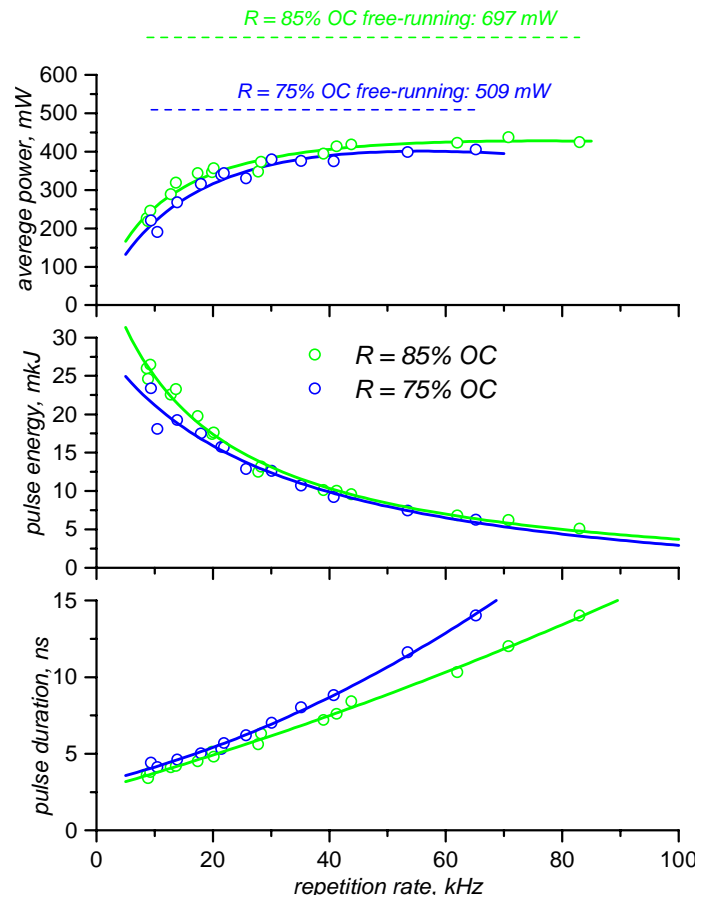 R = 85% OC free-running: 697 mW
R = 75% OC free-running: 509 mW
600
500
400
300
200
100
0
averege power, mW
30
25
20
15
10
5
0
pulse energy, mkJ
R = 85% OC
R = 75% OC
15
10
5
0
pulse duration, ns
0 20 40 60 80 100
repetition rate, kHz